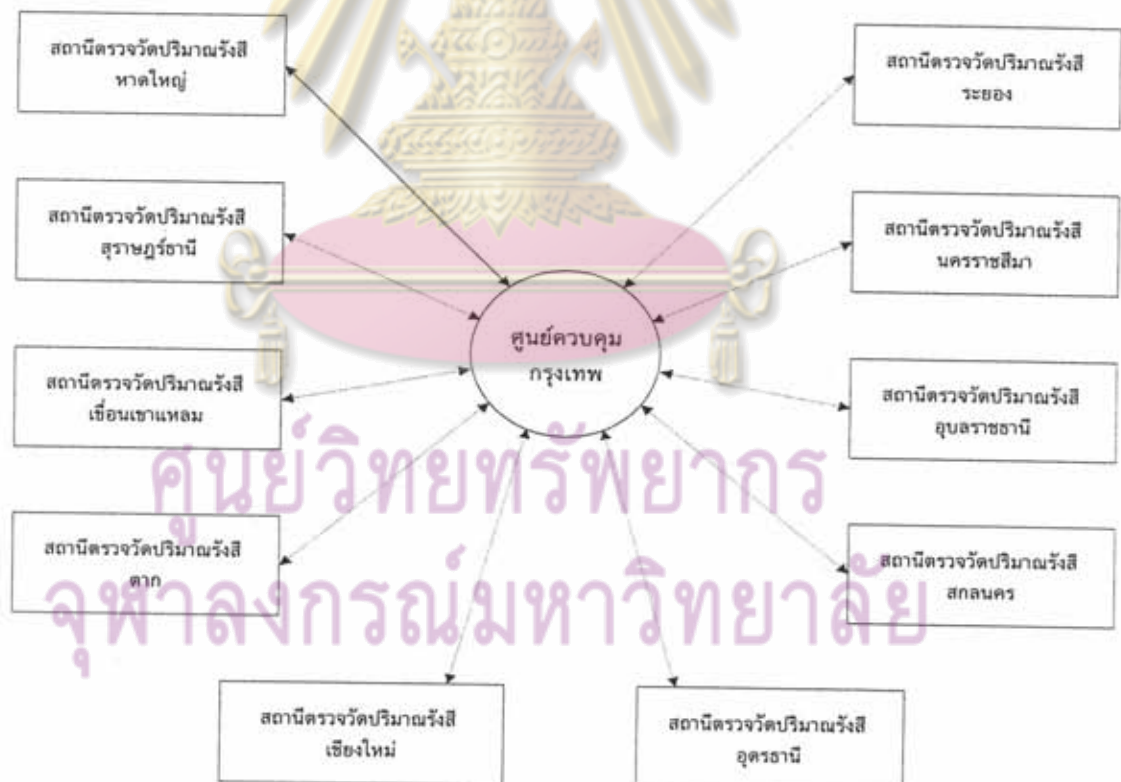 สถานีตรวจวัดปริมาณรังสี
หาดใหญ่
สถานีตรวจวัดปริมาณรังสี
ระยอง
สถานีตรวจวัดปริมาณรังสี
สุราษฎร์ธานี
สถานีตรวจวัดปริมาณรังสี
นครราชสีมา
ศูนย์ควบคุม
กรุงเทพ
สถานีตรวจวัดปริมาณรังสี
เขื่อนเขาแหลม
สถานีตรวจวัดปริมาณรังสี
อุบลราชธานี
ศูนย์วิทยทรัพยากร
สถานีตรวจวัดปริมาณรังสี
ตาก
สถานีตรวจวัดปริมาณรังสี
สกลนคร
จุฬาลงกรณ์มหาวิทยาลัย
สถานีตรวจวัดปริมาณรังสี
เชียงใหม่
สถานีตรวจวัดปริมาณรังสี
อุดรธานี